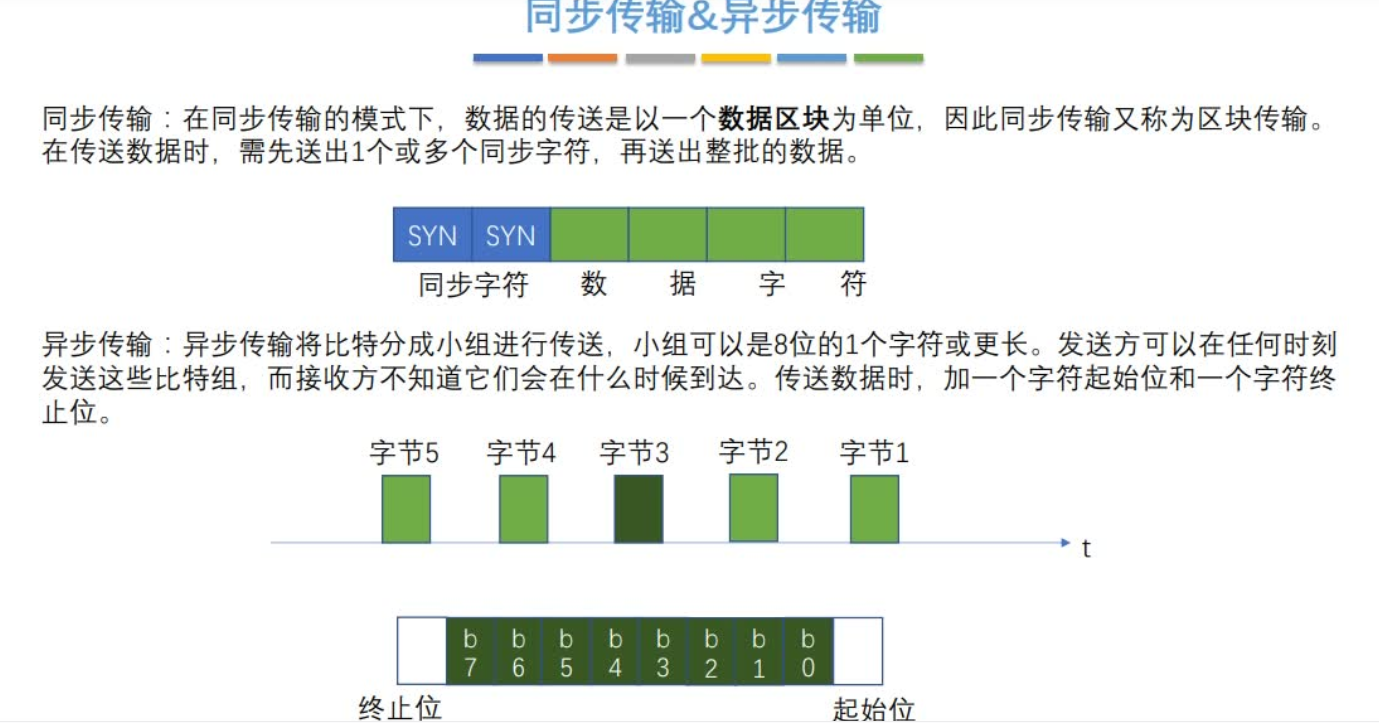 同步传输&异步传输
同步传输：在同步传输的模式下，数据的传送是以一个数据区块为单位，因此同步传输又称为区块传输。
在传送数据时，需先送出1个或多个同步字符，再送出整批的数据。
SYN SYN
同步字符 数 据 字 符
异步传输：异步传输将比特分成小组进行传送，小组可以是8位的1个字符或更长。发送方可以在任何时刻
发送这些比特组，而接收方不知道它们会在什么时候到达。传送数据时，加一个字符起始位和一个字符终
止位。
字节5 字节4 字节3 字节2 字节1
t
b b b b b b b b
7 6 5 4 3 2 1 0
终止位 起始位